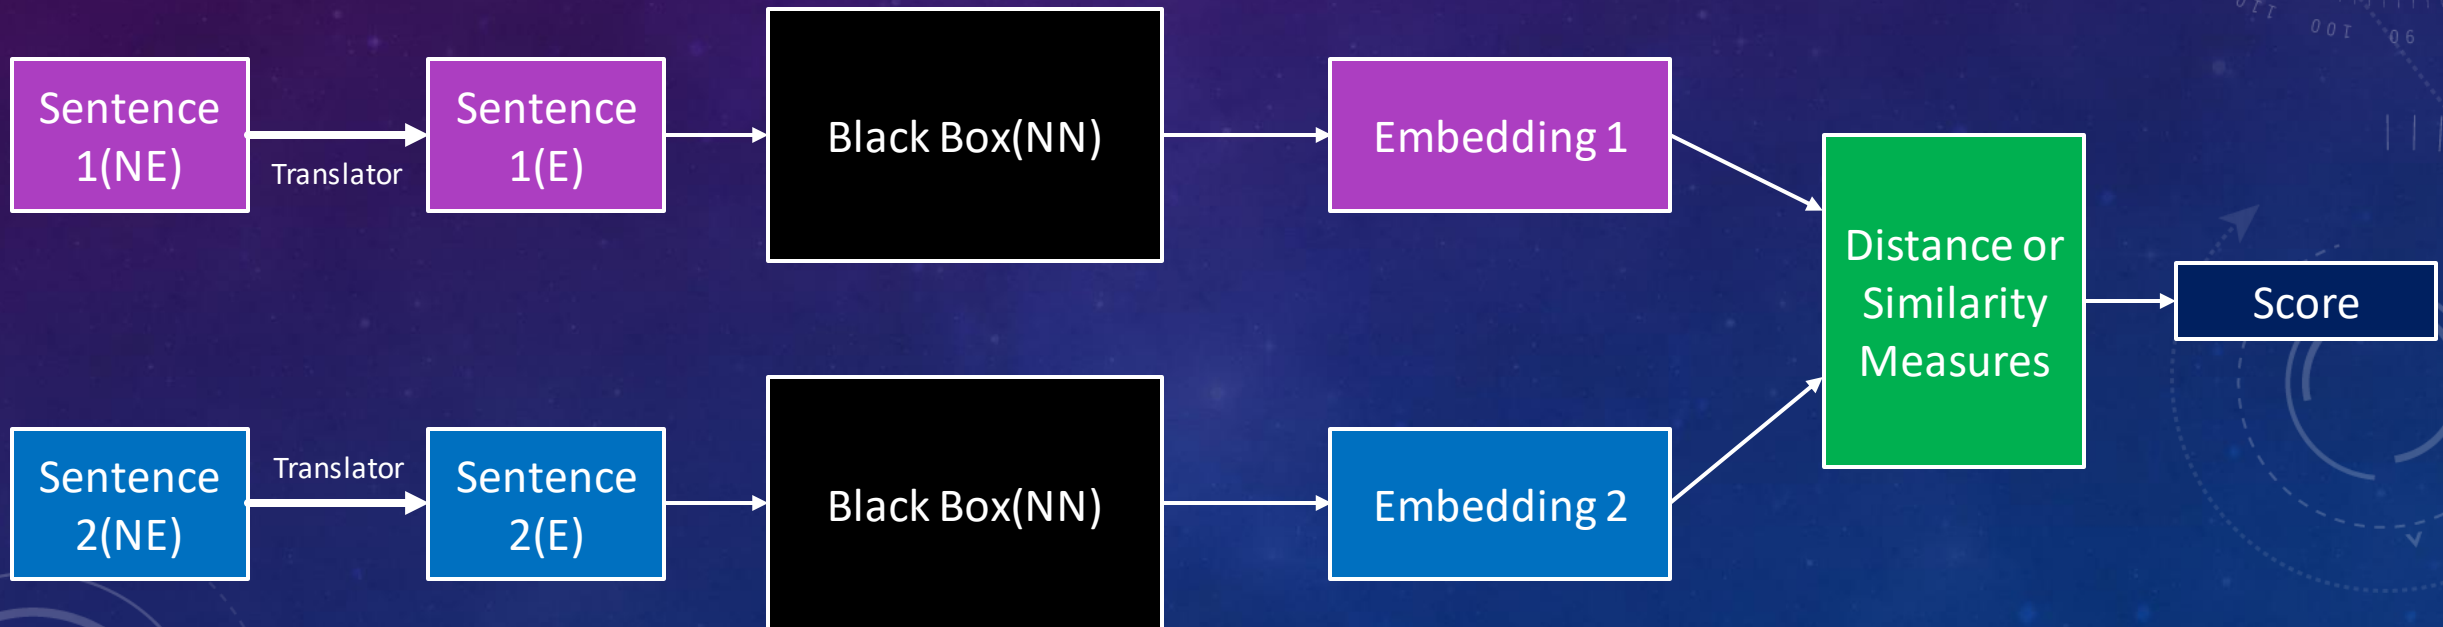 Sentence
1(NE)
Translator
Sentence
1(E)
Black Box(NN)
Embedding 1
Distance or
Similarity
Measures
Score
Sentence
2(NE)
Translator
Sentence
2(E)
Black Box(NN)
Embedding 2